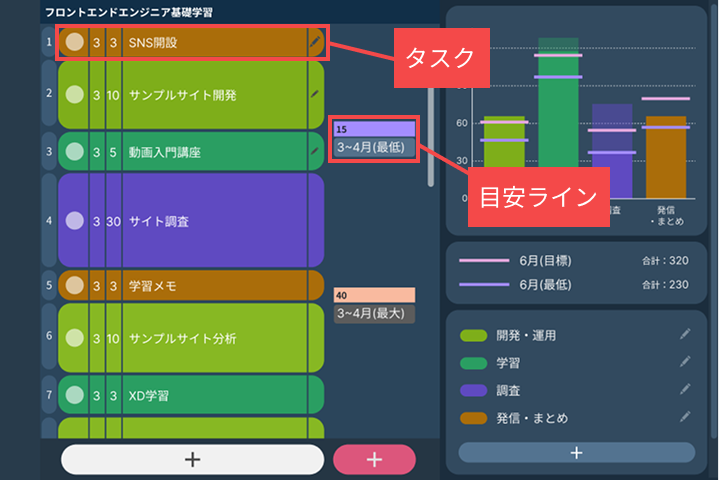 フロントエンドエンジニア基礎学習
1 3 3 SNS開設
タスク
2 3 10 サンプルサイト開発
15
3~4月(最低)
3 3 5 動画入門講座
目安ライン
4 3 30 サイト調査
5 3 3 学習メモ
40
3~4月(最大)
6 3 10 サンプルサイト分析
7 3 3 XD学習
+
+
60
30
0
発信
・まとめ
6月(目標) 合計：320
6月(最低) 合計：230
開発・運用
学習
調査
発信・まとめ
+